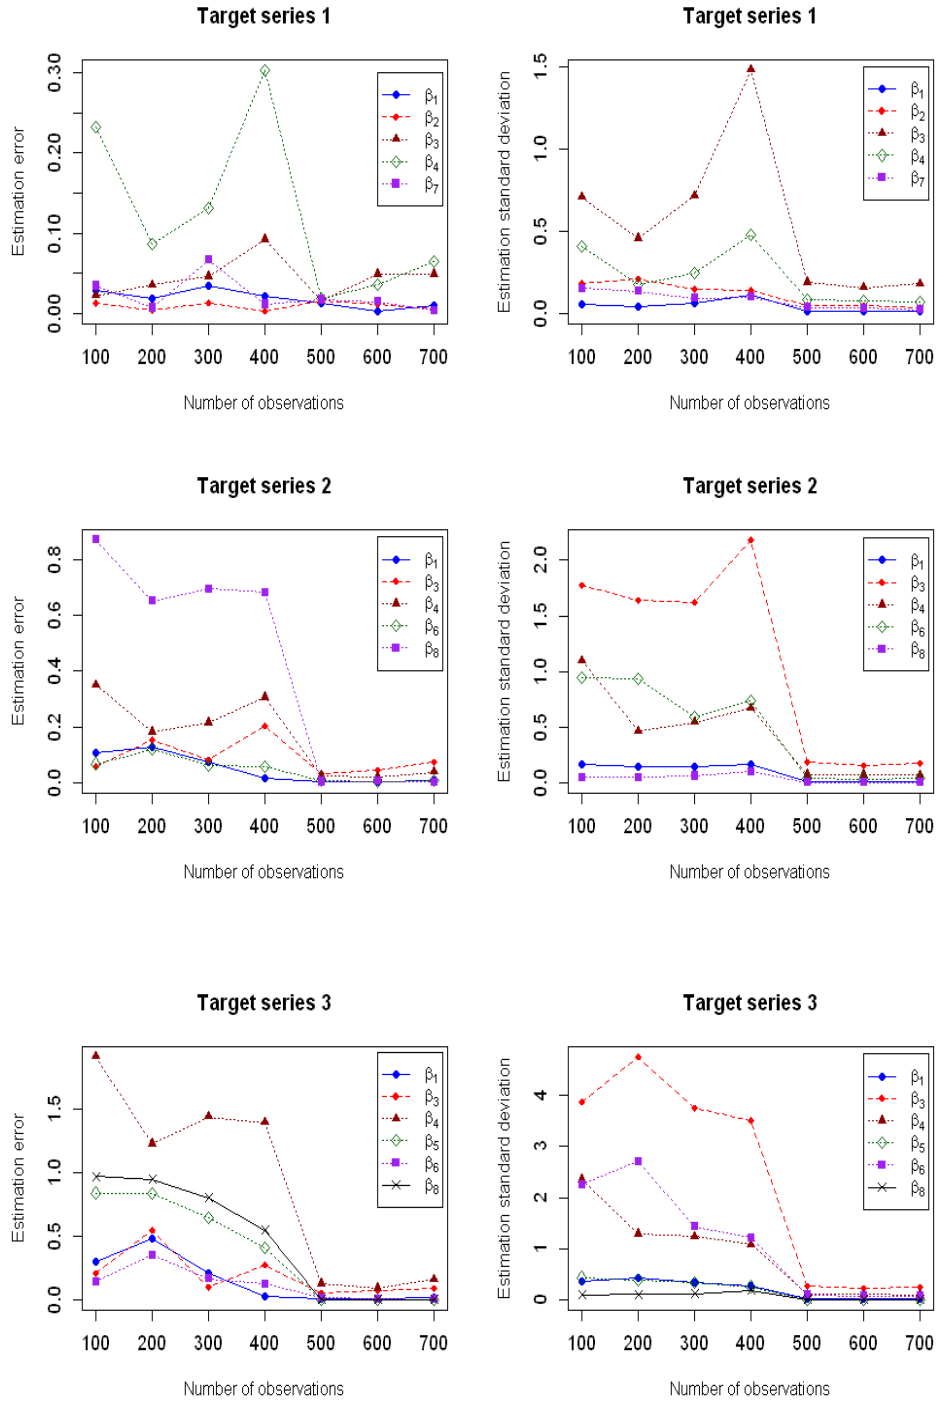 Target series 1
Estimation error
0.00 0.10 0.20 0.30
β1
β2
β3
β4
β7
100 200 300 400 500 600 700
Number of observations
Target series 1
Estimation standard deviation
0.0 0.5 1.0 1.5
β1
β2
β3
β4
β7
100 200 300 400 500 600 700
Number of observations
Target series 2
Estimation error
0.0 0.2 0.4 0.6 0.8
β1
β3
β4
β6
β8
100 200 300 400 500 600 700
Number of observations
Target series 2
Estimation standard deviation
0.0 0.5 1.0 1.5 2.0
β1
β3
β4
β6
β8
100 200 300 400 500 600 700
Number of observations
Target series 3
Estimation error
0.0 0.5 1.0 1.5
β1
β3
β4
β5
β6
β8
100 200 300 400 500 600 700
Number of observations
Target series 3
Estimation standard deviation
0 1 2 3 4
β1
β3
β4
β5
β6
β8
100 200 300 400 500 600 700
Number of observations